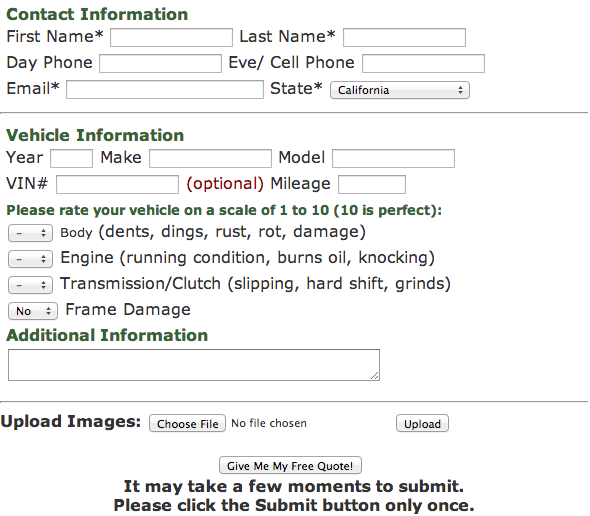 Contact Information
First Name* Last Name*
Day Phone Eve/ Cell Phone
Email* State* California
Vehicle Information
Year Make Model
VIN# (optional) Mileage
Please rate your vehicle on a scale of 1 to 10 (10 is perfect):
– Body (dents, dings, rust, rot, damage)
– Engine (running condition, burns oil, knocking)
– Transmission/Clutch (slipping, hard shift, grinds)
No Frame Damage
Additional Information
Upload Images: Choose File No file chosen Upload
Give Me My Free Quote!
It may take a few moments to submit.
Please click the Submit button only once.